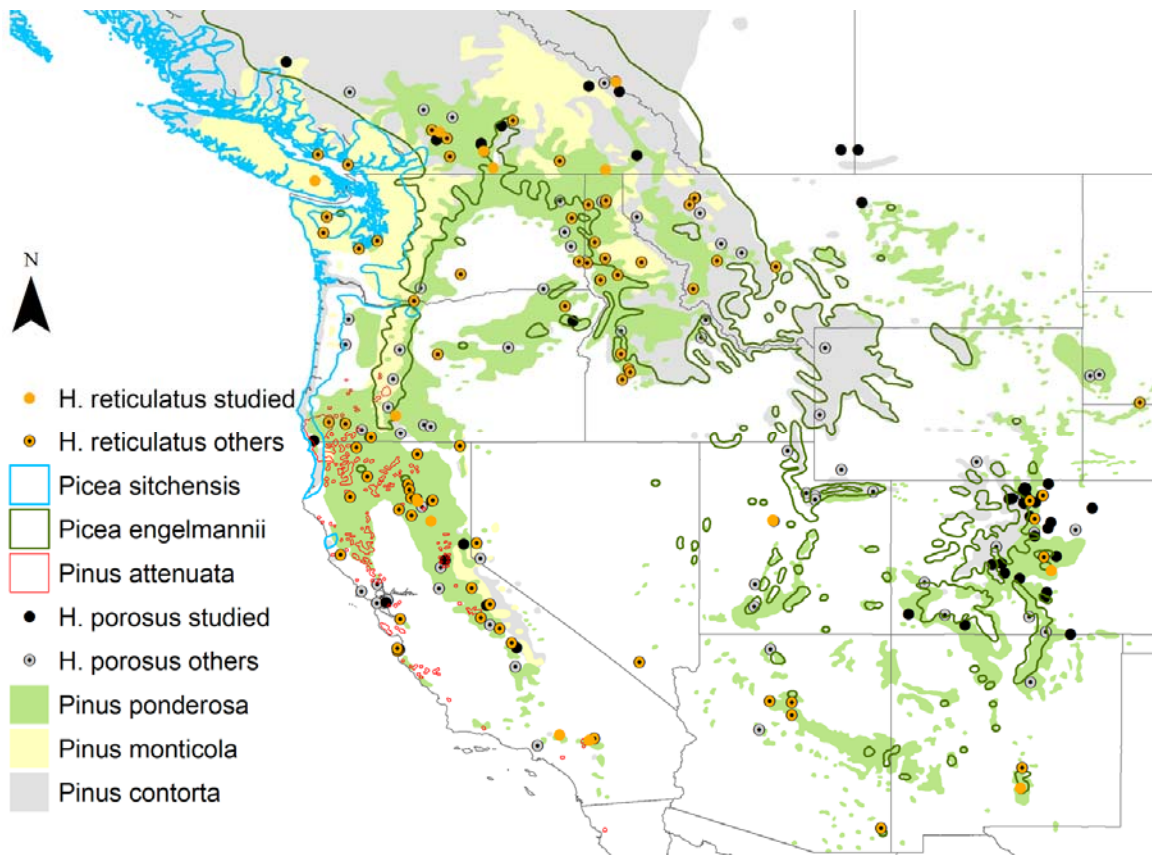 N
H. reticulatus studied
H. reticulatus others
Picea sitchensis
Picea engelmannii
Pinus attenuata
H. porosus studied
H. porosus others
Pinus ponderosa
Pinus monticola
Pinus contorta